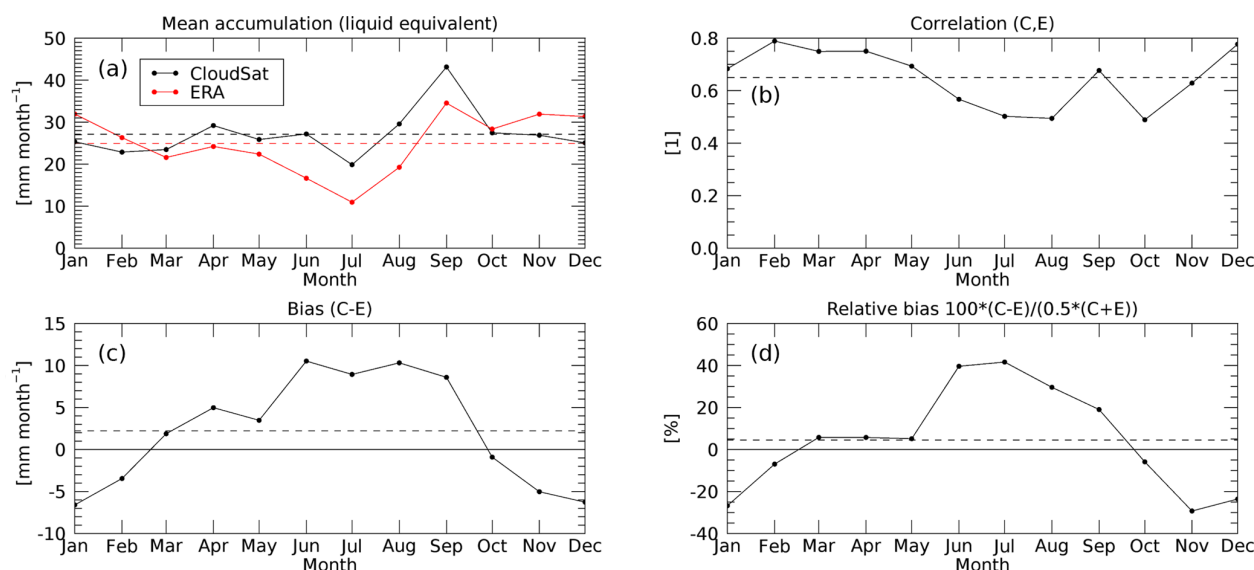 Mean accumulation (liquid equivalent)
(a)
CloudSat
ERA
[mm month⁻¹]
50
40
30
20
10
0
Jan Feb Mar Apr May Jun Jul Aug Sep Oct Nov Dec
Month
Correlation (C,E)
(b)
[1]
0.8
0.6
0.4
0.2
0.0
Jan Feb Mar Apr May Jun Jul Aug Sep Oct Nov Dec
Month
Bias (C-E)
(c)
[mm month⁻¹]
15
10
5
0
-5
-10
Jan Feb Mar Apr May Jun Jul Aug Sep Oct Nov Dec
Month
Relative bias 100*(C-E)/(0.5*(C+E))
(d)
[%]
60
40
20
0
-20
-40
Jan Feb Mar Apr May Jun Jul Aug Sep Oct Nov Dec
Month